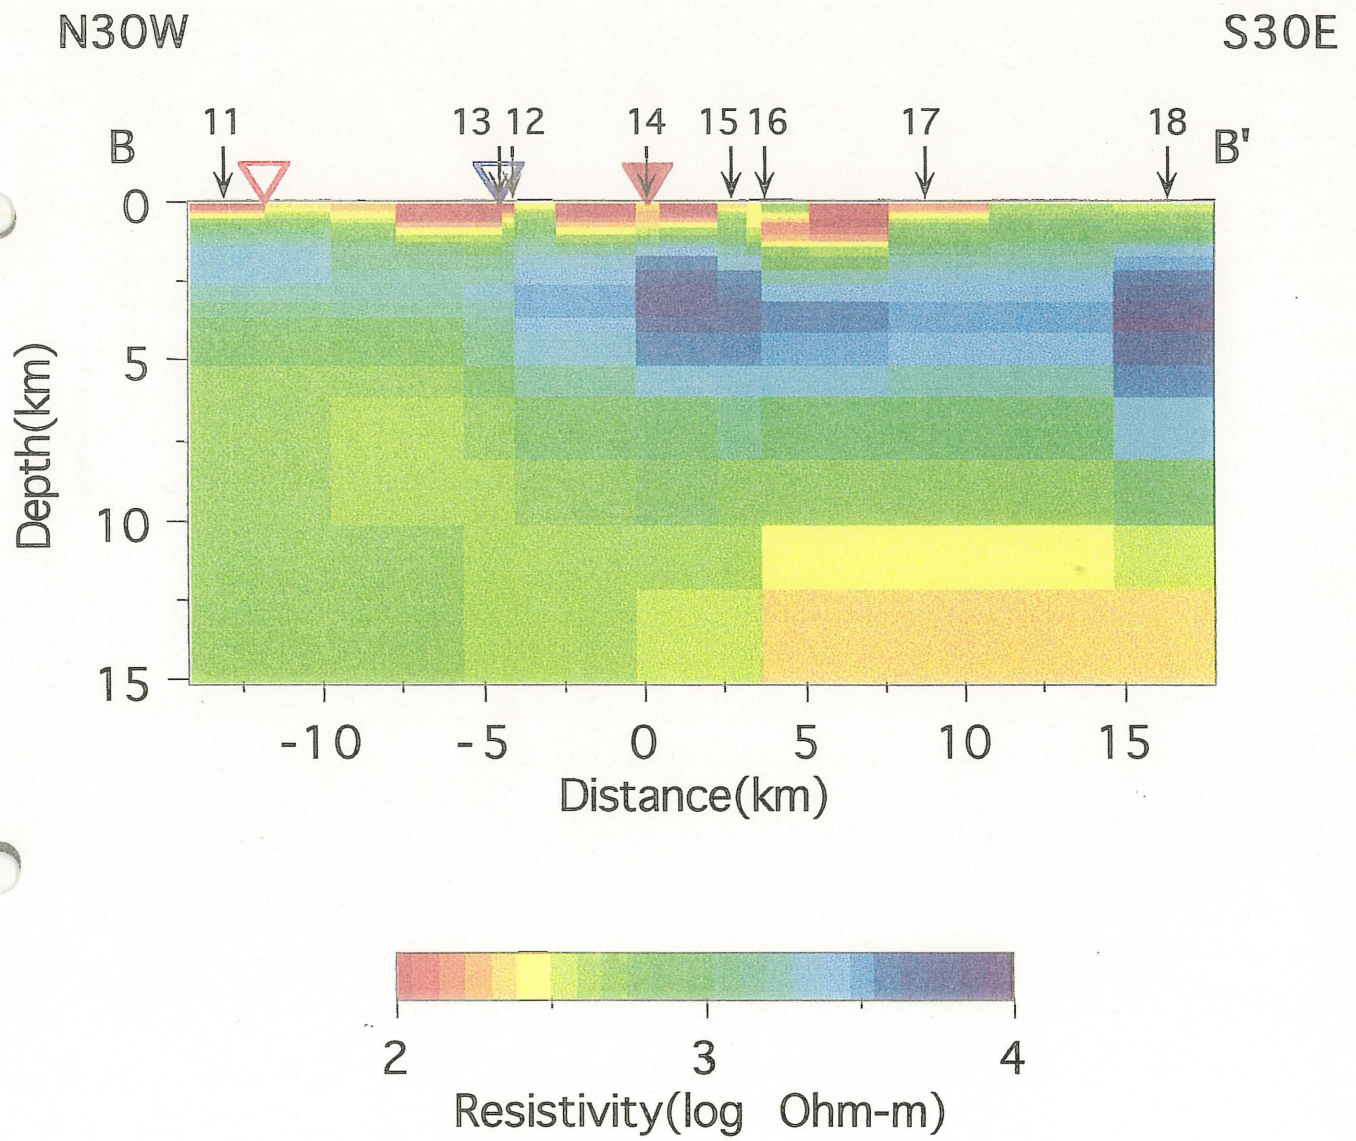 N30W S30E
11 13 12 14 15 16 17 18
B B'
0
5
10
15
Depth(km)
-10 -5 0 5 10 15
Distance(km)
2 3 4
Resistivity(log Ohm-m)